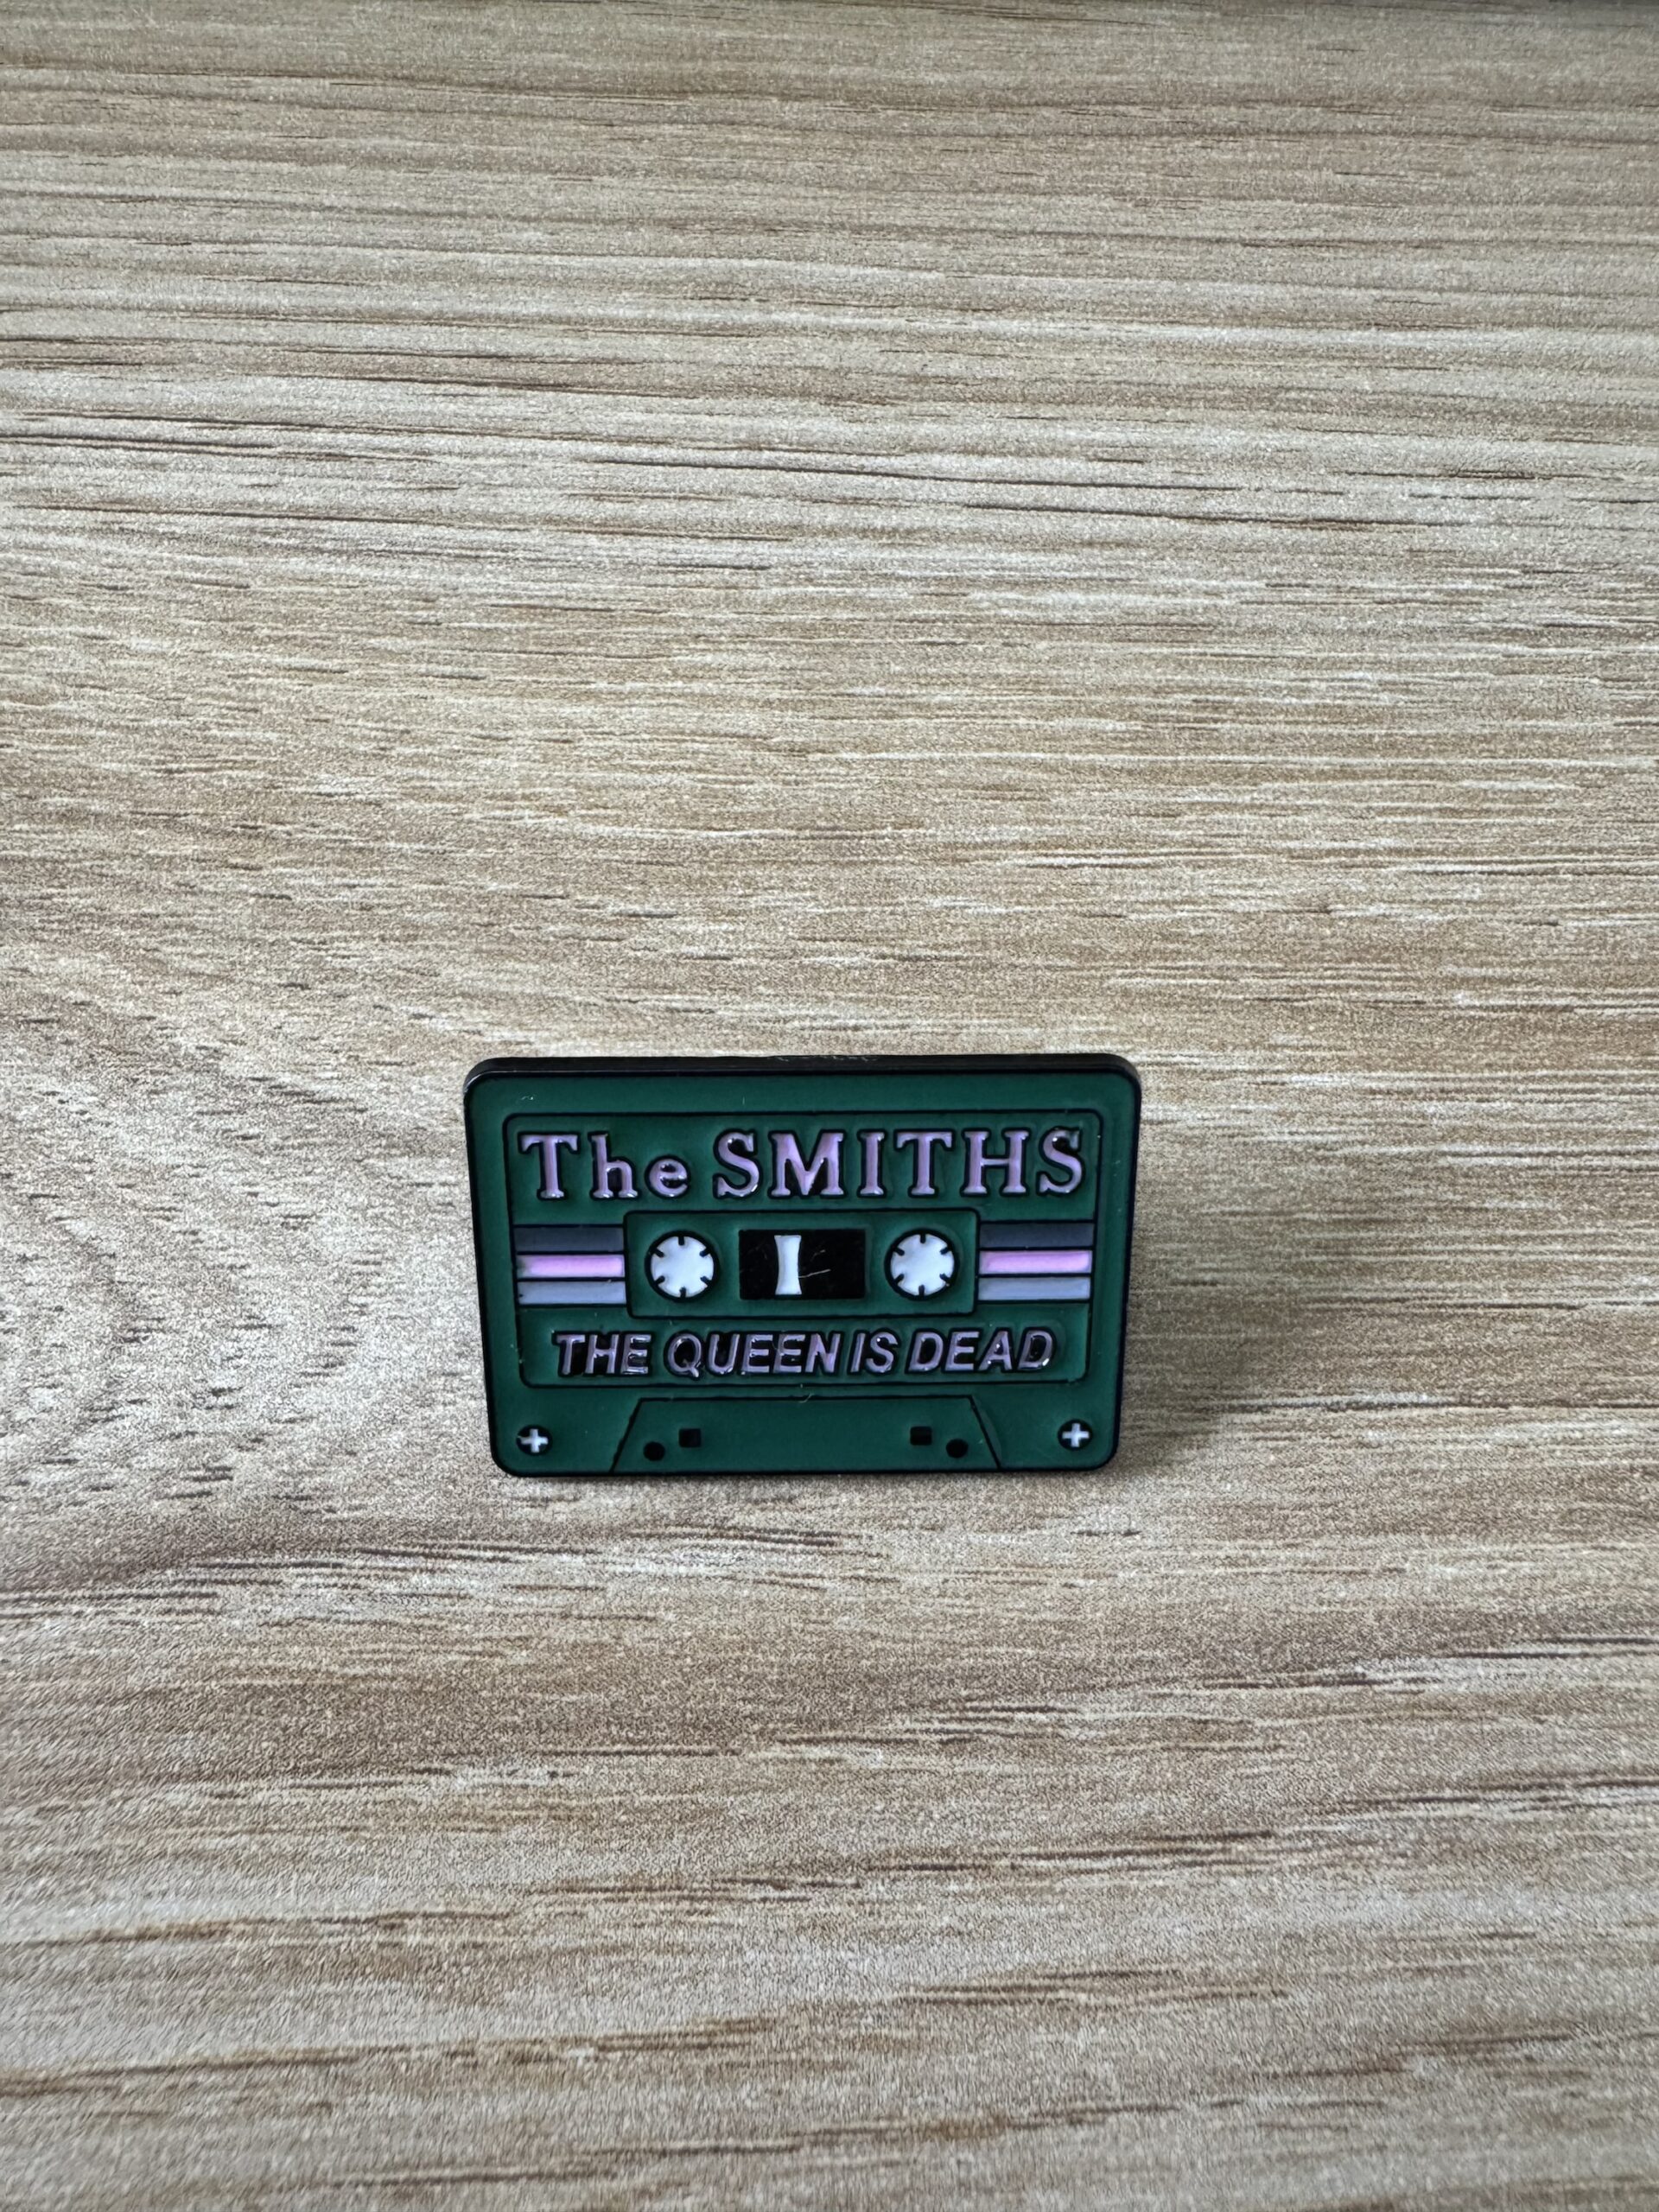 The SMITHS
THE QUEEN IS DEAD